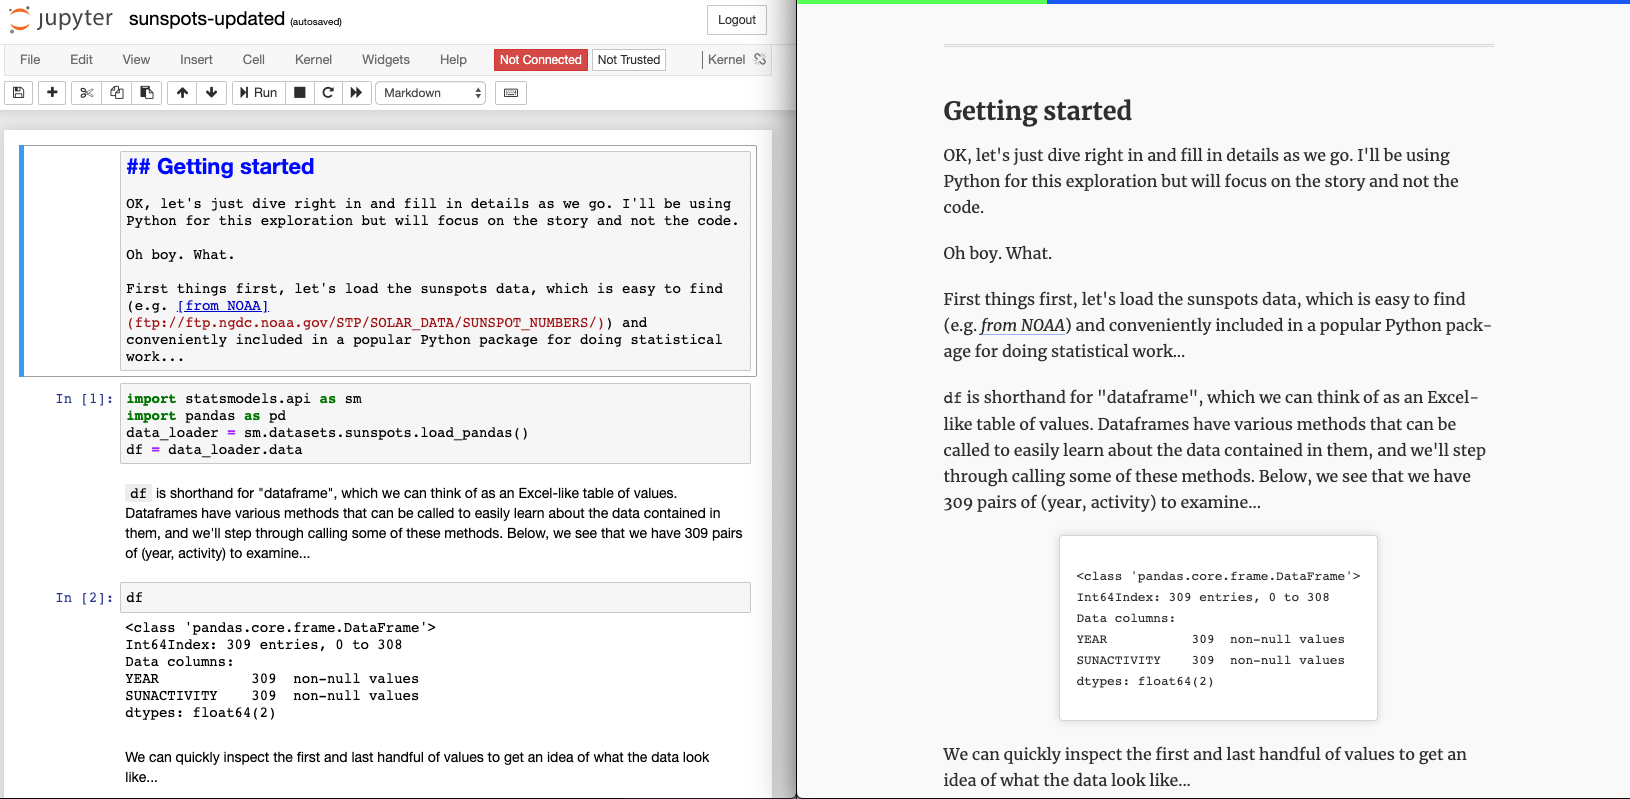 jupyter sunspots-updated (autosaved)
Logout
File Edit View Insert Cell Kernel Widgets Help Not Connected Not Trusted Kernel
Run Markdown
## Getting started
OK, let's just dive right in and fill in details as we go. I'll be using
Python for this exploration but will focus on the story and not the code.
Oh boy. What.
First things first, let's load the sunspots data, which is easy to find
(e.g. [from NOAA]
(ftp://ftp.ngdc.noaa.gov/STP/SOLAR_DATA/SUNSPOT_NUMBERS/)) and
conveniently included in a popular Python package for doing statistical
work...
In [1]: import statsmodels.api as sm
import pandas as pd
data_loader = sm.datasets.sunspots.load_pandas()
df = data_loader.data
df is shorthand for "dataframe", which we can think of as an Excel-like table of values.
Dataframes have various methods that can be called to easily learn about the data contained in
them, and we'll step through calling some of these methods. Below, we see that we have 309 pairs
of (year, activity) to examine...
In [2]: df
<class 'pandas.core.frame.DataFrame'>
Int64Index: 309 entries, 0 to 308
Data columns:
YEAR 309 non-null values
SUNACTIVITY 309 non-null values
dtypes: float64(2)
We can quickly inspect the first and last handful of values to get an idea of what the data look
like...
Getting started
OK, let's just dive right in and fill in details as we go. I'll be using
Python for this exploration but will focus on the story and not the
code.
Oh boy. What.
First things first, let's load the sunspots data, which is easy to find
(e.g. from NOAA) and conveniently included in a popular Python pack-
age for doing statistical work...
df is shorthand for "dataframe", which we can think of as an Excel-
like table of values. Dataframes have various methods that can be
called to easily learn about the data contained in them, and we'll step
through calling some of these methods. Below, we see that we have
309 pairs of (year, activity) to examine...
<class 'pandas.core.frame.DataFrame'>
Int64Index: 309 entries, 0 to 308
Data columns:
YEAR 309 non-null values
SUNACTIVITY 309 non-null values
dtypes: float64(2)
We can quickly inspect the first and last handful of values to get an
idea of what the data look like...